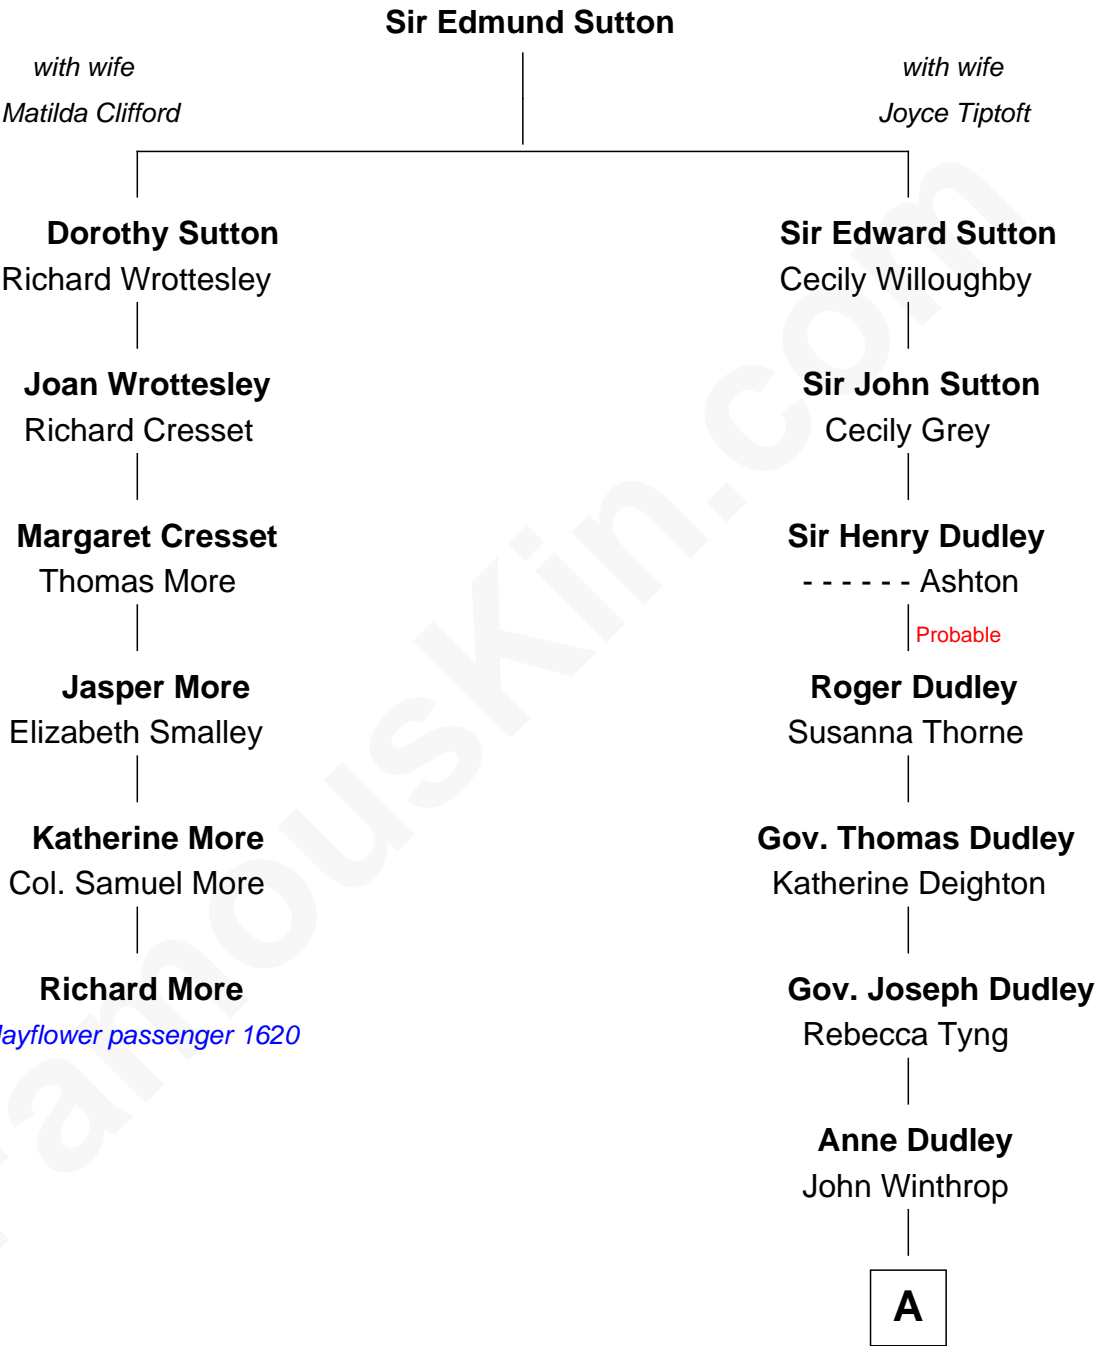 Sir Edmund Sutton
with wife
Matilda Clifford
with wife
Joyce Tiptoft
Dorothy Sutton
Richard Wrottesley
Joan Wrottesley
Richard Cresset
Margaret Cresset
Thomas More
Jasper More
Elizabeth Smalley
Katherine More
Col. Samuel More
Richard More
ayflower passenger 1620
Sir Edward Sutton
Cecily Willoughby
Sir John Sutton
Cecily Grey
Sir Henry Dudley
- - - - - - Ashton
Probable
Roger Dudley
Susanna Thorne
Gov. Thomas Dudley
Katherine Deighton
Gov. Joseph Dudley
Rebecca Tyng
Anne Dudley
John Winthrop
A
FamousKin.com